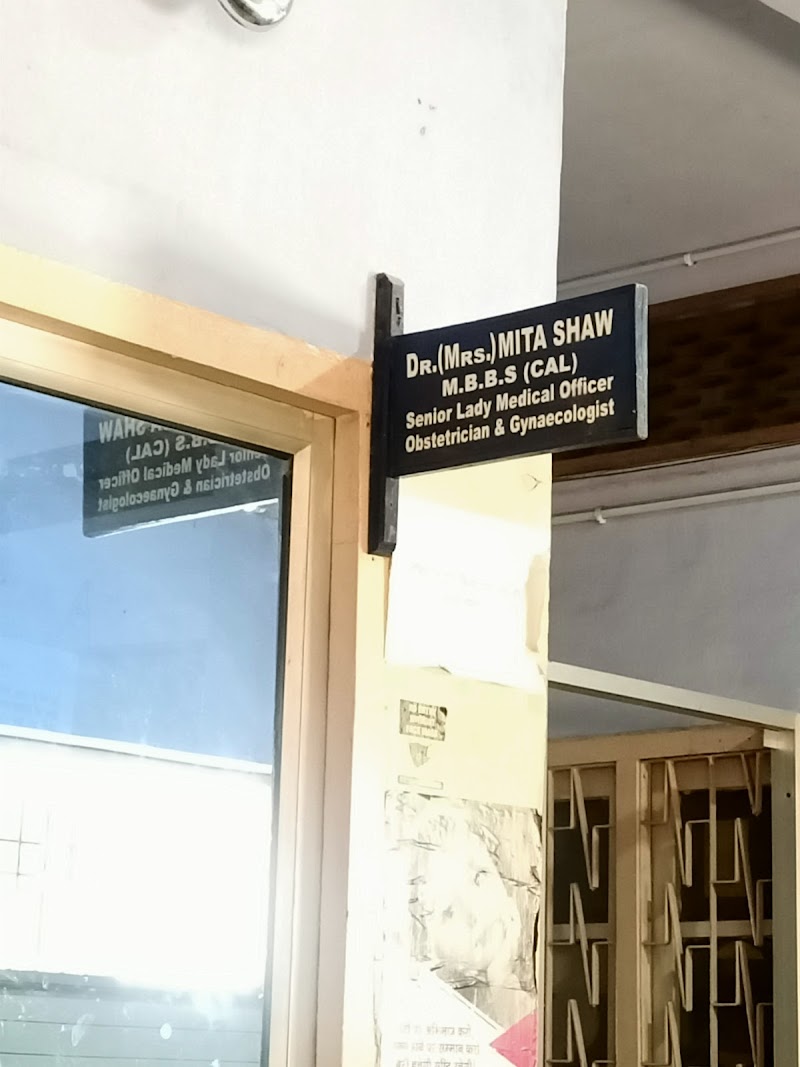 DR.(MRS.) MITA SHAW
M.B.B.S (CAL)
Senior Lady Medical Officer
Obstetrician & Gynaecologist